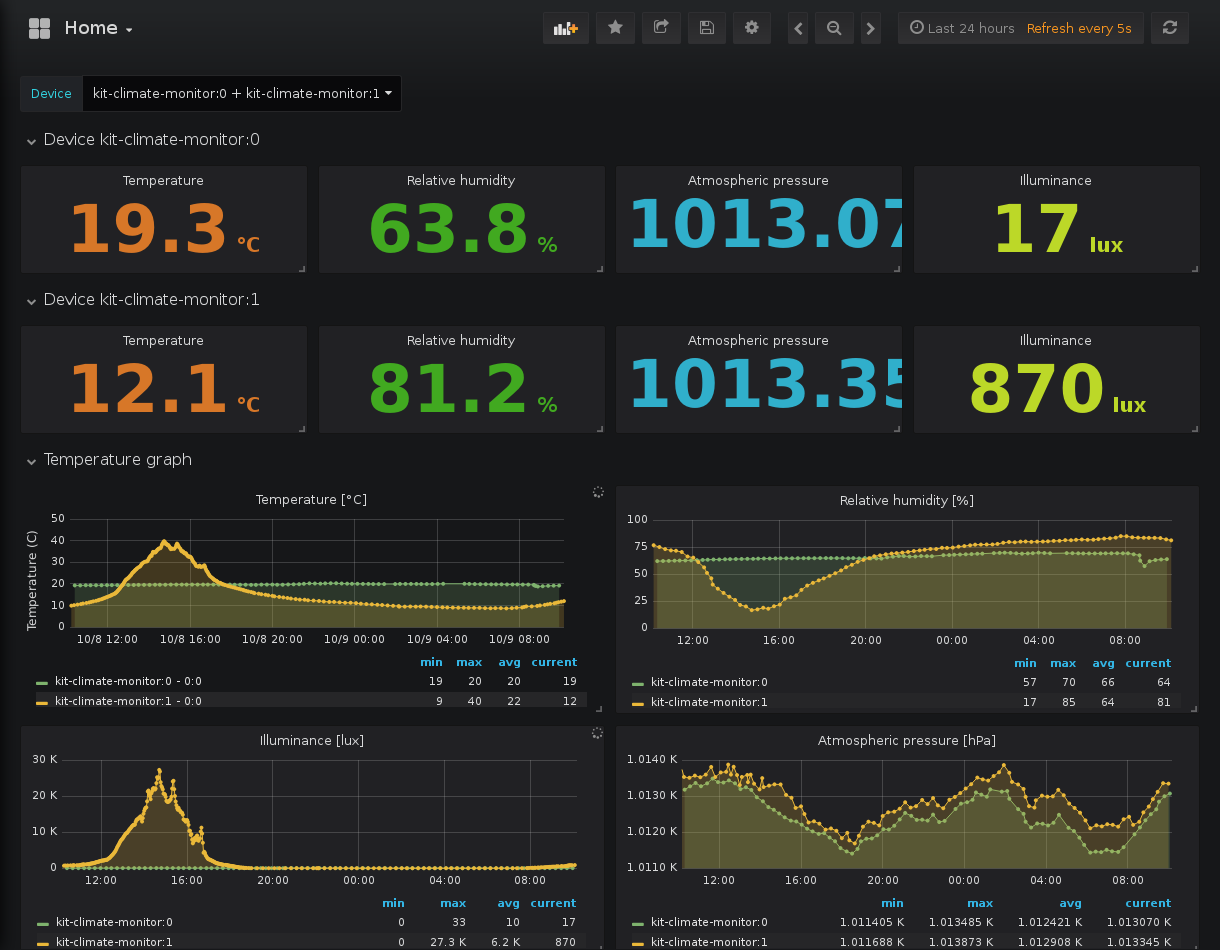 Home
Last 24 hours Refresh every 5s
Device kit-climate-monitor:0 + kit-climate-monitor:1
Device kit-climate-monitor:0
Temperature Relative humidity Atmospheric pressure Illuminance
19.3 °C 63.8 % 1013.07 17 lux
Device kit-climate-monitor:1
Temperature Relative humidity Atmospheric pressure Illuminance
12.1 °C 81.2 % 1013.35 870 lux
Temperature graph
Temperature [°C]
Temperature (C)
50
40
30
20
10
0
10/8 12:00 10/8 16:00 10/8 20:00 10/9 00:00 10/9 04:00 10/9 08:00
min max avg current
kit-climate-monitor:0 - 0:0 19 20 20 19
kit-climate-monitor:1 - 0:0 9 40 22 12
Relative humidity [%]
100
75
50
25
0
12:00 16:00 20:00 00:00 04:00 08:00
min max avg current
kit-climate-monitor:0 57 70 66 64
kit-climate-monitor:1 17 85 64 81
Illuminance [lux]
30 K
20 K
10 K
0
12:00 16:00 20:00 00:00 04:00 08:00
min max avg current
kit-climate-monitor:0 0 33 10 17
kit-climate-monitor:1 0 27.3 K 6.2 K 870
Atmospheric pressure [hPa]
1.0140 K
1.0130 K
1.0120 K
1.0110 K
12:00 16:00 20:00 00:00 04:00 08:00
min max avg current
kit-climate-monitor:0 1.011405 K 1.013485 K 1.012421 K 1.013070 K
kit-climate-monitor:1 1.011688 K 1.013873 K 1.012908 K 1.013345 K